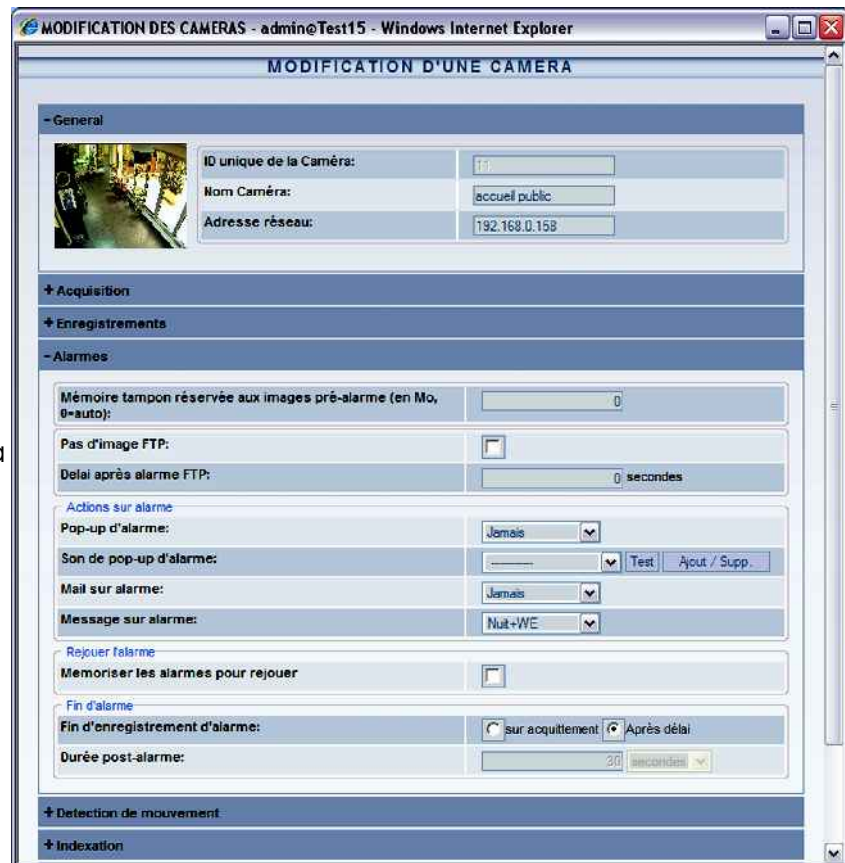 MODIFICATION DES CAMERAS - admin@Test15 - Windows Internet Explorer
MODIFICATION D'UNE CAMERA
- General
ID unique de la Caméra: 11
Nom Caméra: accueil public
Adresse réseau: 192.168.0.158
+ Acquisition
+ Enregistrements
- Alarmes
Mémoire tampon réservée aux images pré-alarme (en Mo, 0=auto): 0
Pas d'image FTP:
Delai après alarme FTP: 0 secondes
Actions sur alarme
Pop-up d'alarme: Jamais
Son de pop-up d'alarme: ---------- Test Ajout / Supp.
Mail sur alarme: Jamais
Message sur alarme: Nuit+WE
Rejouer l'alarme
Memoriser les alarmes pour rejouer
Fin d'alarme
Fin d'enregistrement d'alarme: sur acquittement Après délai
Durée post-alarme: 30 secondes
+ Detection de mouvement
+ Indexation